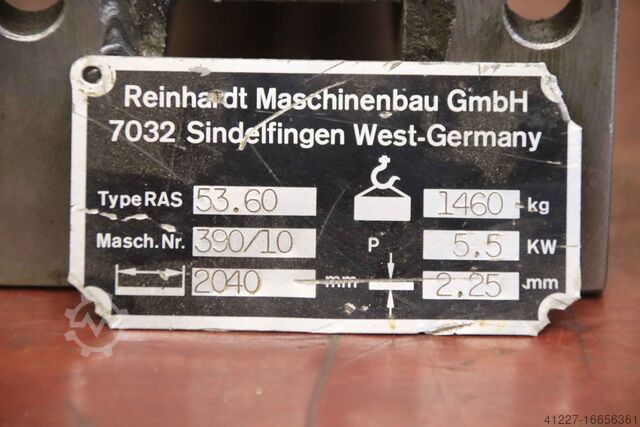 Reinhardt Maschinenbau GmbH
7032 Sindelfingen West-Germany
Type RAS 53.60 1460 kg
Masch. Nr. 390/10 P 5.5 KW
2040 mm 2.25 mm
41227-16656361